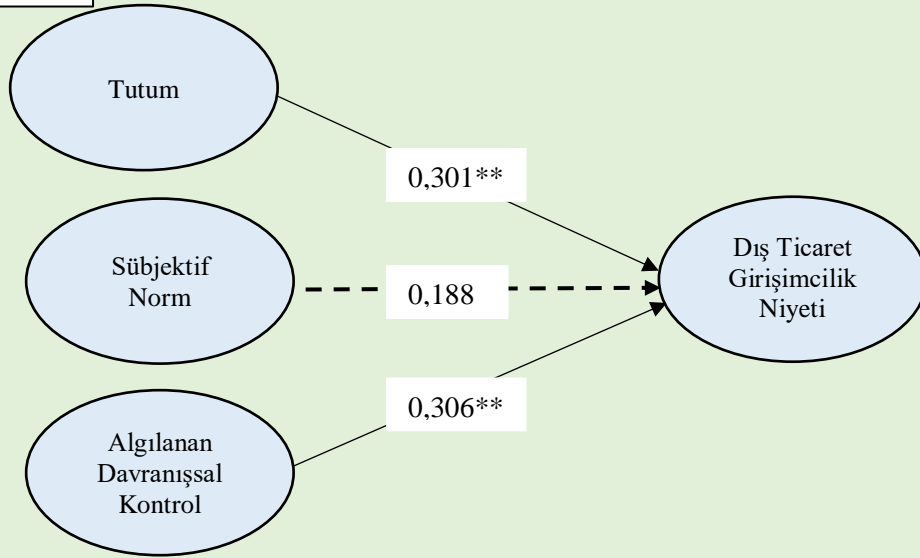 Tutum
0,301**
Sübjektif
Norm
0,188
Dış Ticaret
Girişimcilik
Niyeti
0,306**
Algılanan
Davranışsal
Kontrol